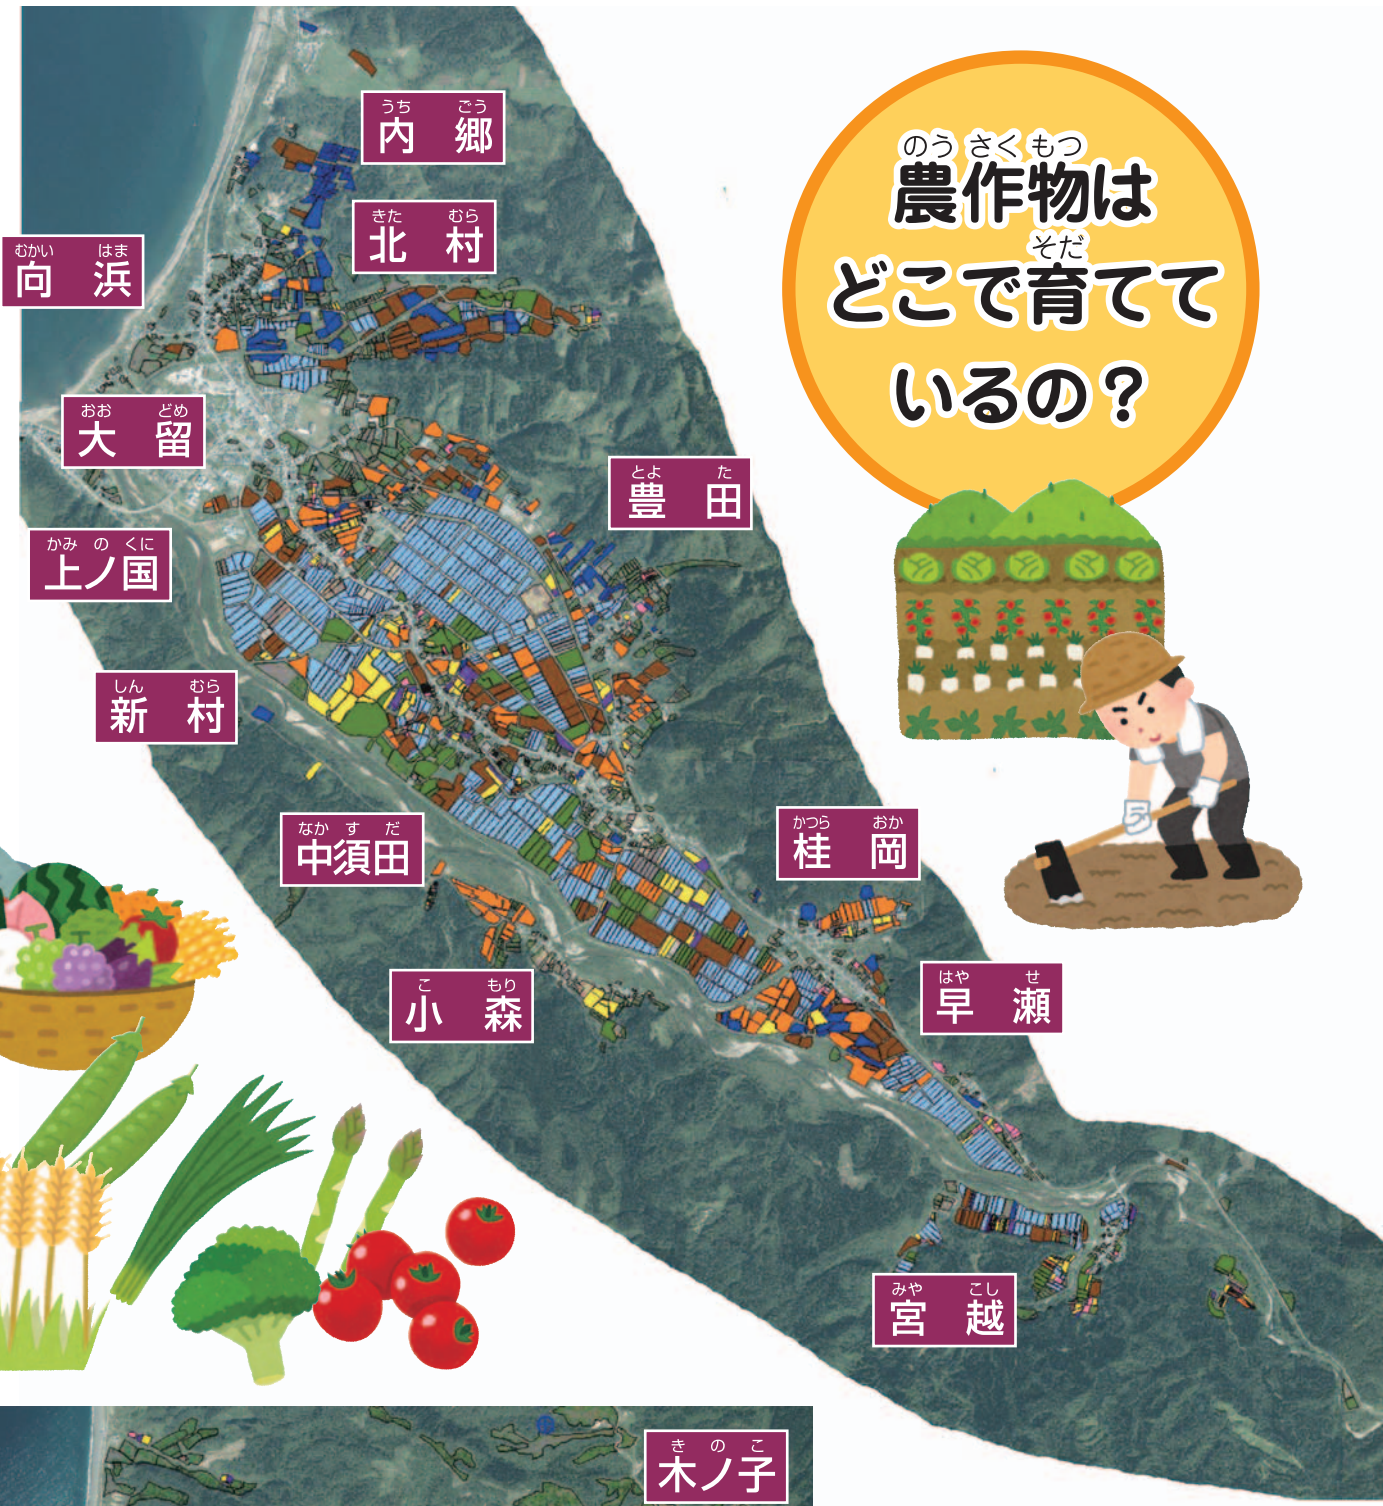 農作物は
どこで育てて
いるの？
のう さく もつ
そだ
うち ごう
内 郷
きた むら
北 村
むかい はま
向 浜
おお どめ
大 留
とよ た
豊 田
かみ の くに
上ノ国
しん むら
新 村
なか す だ
中須田
かつら おか
桂 岡
こ もり
小 森
はや せ
早 瀬
みや こし
宮 越
き の こ
木ノ子